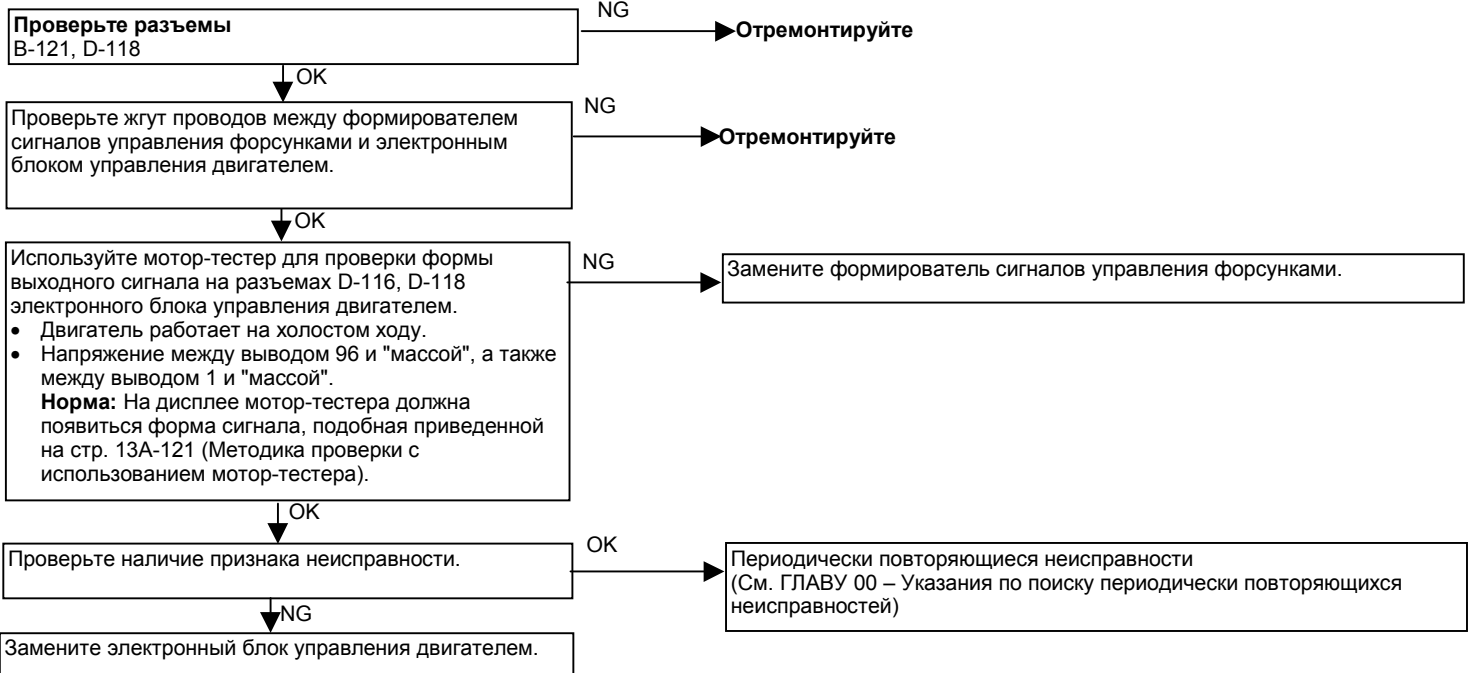 Проверьте разъемы
B-121, D-118
NG
Отремонтируйте
OK
Проверьте жгут проводов между формирователем
сигналов управления форсунками и электронным
блоком управления двигателем.
NG
Отремонтируйте
OK
Используйте мотор-тестер для проверки формы
выходного сигнала на разъемах D-116, D-118
электронного блока управления двигателем.
• Двигатель работает на холостом ходу.
• Напряжение между выводом 96 и "массой", а также
между выводом 1 и "массой".
Норма: На дисплее мотор-тестера должна
появиться форма сигнала, подобная приведенной
на стр. 13A-121 (Методика проверки с
использованием мотор-тестера).
NG
Замените формирователь сигналов управления форсунками.
OK
Проверьте наличие признака неисправности.
OK
Периодически повторяющиеся неисправности
(См. ГЛАВУ 00 – Указания по поиску периодически повторяющихся
неисправностей)
NG
Замените электронный блок управления двигателем.